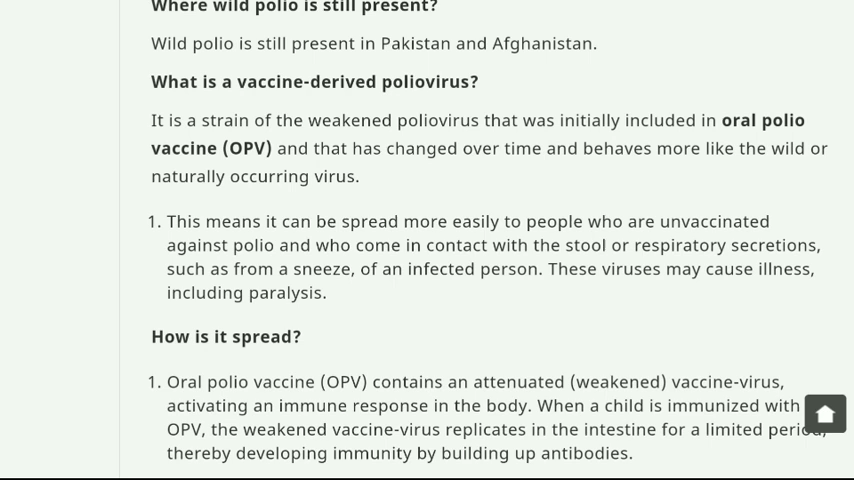 Where wild polio is still present?
Wild polio is still present in Pakistan and Afghanistan.
What is a vaccine-derived poliovirus?
It is a strain of the weakened poliovirus that was initially included in oral polio
vaccine (OPV) and that has changed over time and behaves more like the wild or
naturally occurring virus.
1. This means it can be spread more easily to people who are unvaccinated
against polio and who come in contact with the stool or respiratory secretions,
such as from a sneeze, of an infected person. These viruses may cause illness,
including paralysis.
How is it spread?
1. Oral polio vaccine (OPV) contains an attenuated (weakened) vaccine-virus,
activating an immune response in the body. When a child is immunized with
OPV, the weakened vaccine-virus replicates in the intestine for a limited period,
thereby developing immunity by building up antibodies.